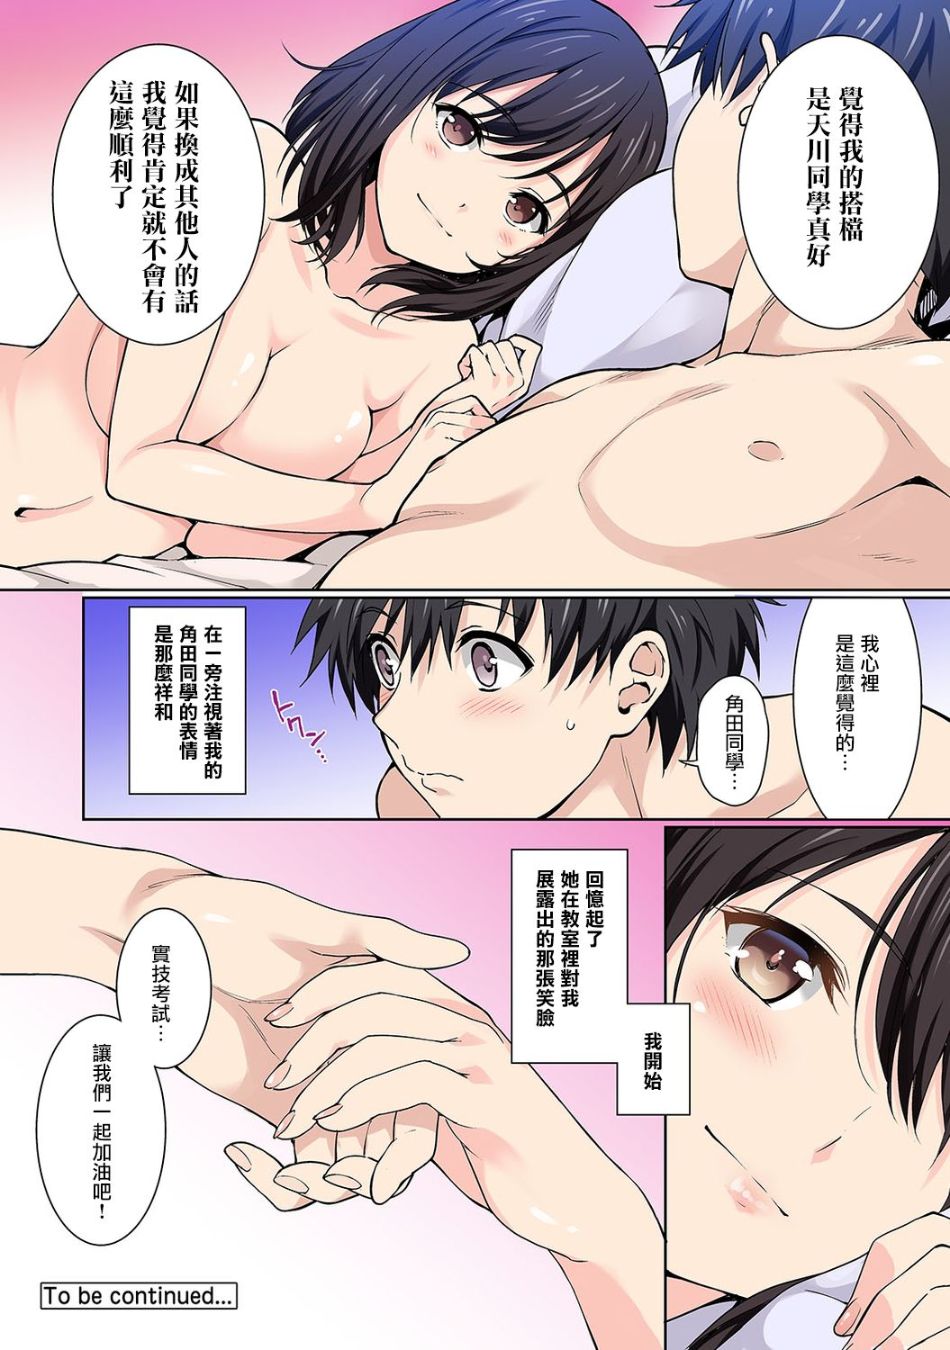 覺得我的搭檔
是天川同學真好
如果換成其他人的話
我覺得肯定就不會有
這麼順利了
我心裡
是這麼覺得的…
角田同學…
トクン…
在一旁注視著我的
角田同學的表情
是那麼祥和
回憶起了
她在教室裡對我
展露出的那張笑臉
我開始
實技考試…
讓我們一起加油吧！
To be continued...